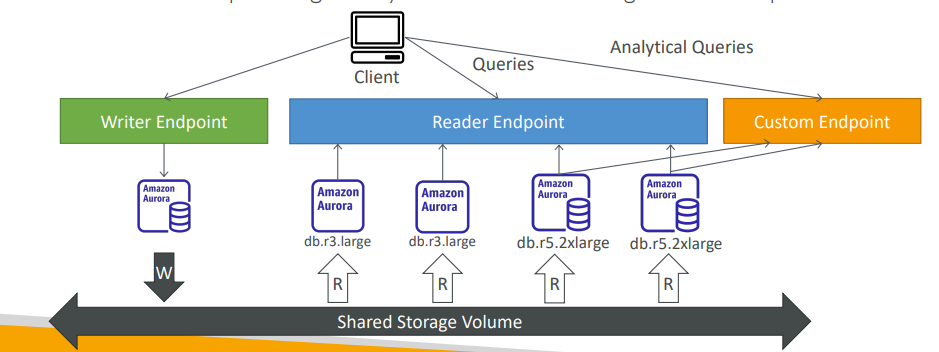 Client
Queries
Analytical Queries
Writer Endpoint
Reader Endpoint
Custom Endpoint
Amazon
Aurora
Amazon
Aurora
db.r3.large
Amazon
Aurora
db.r3.large
Amazon
Aurora
db.r5.2xlarge
Amazon
Aurora
db.r5.2xlarge
W
R
R
R
R
Shared Storage Volume